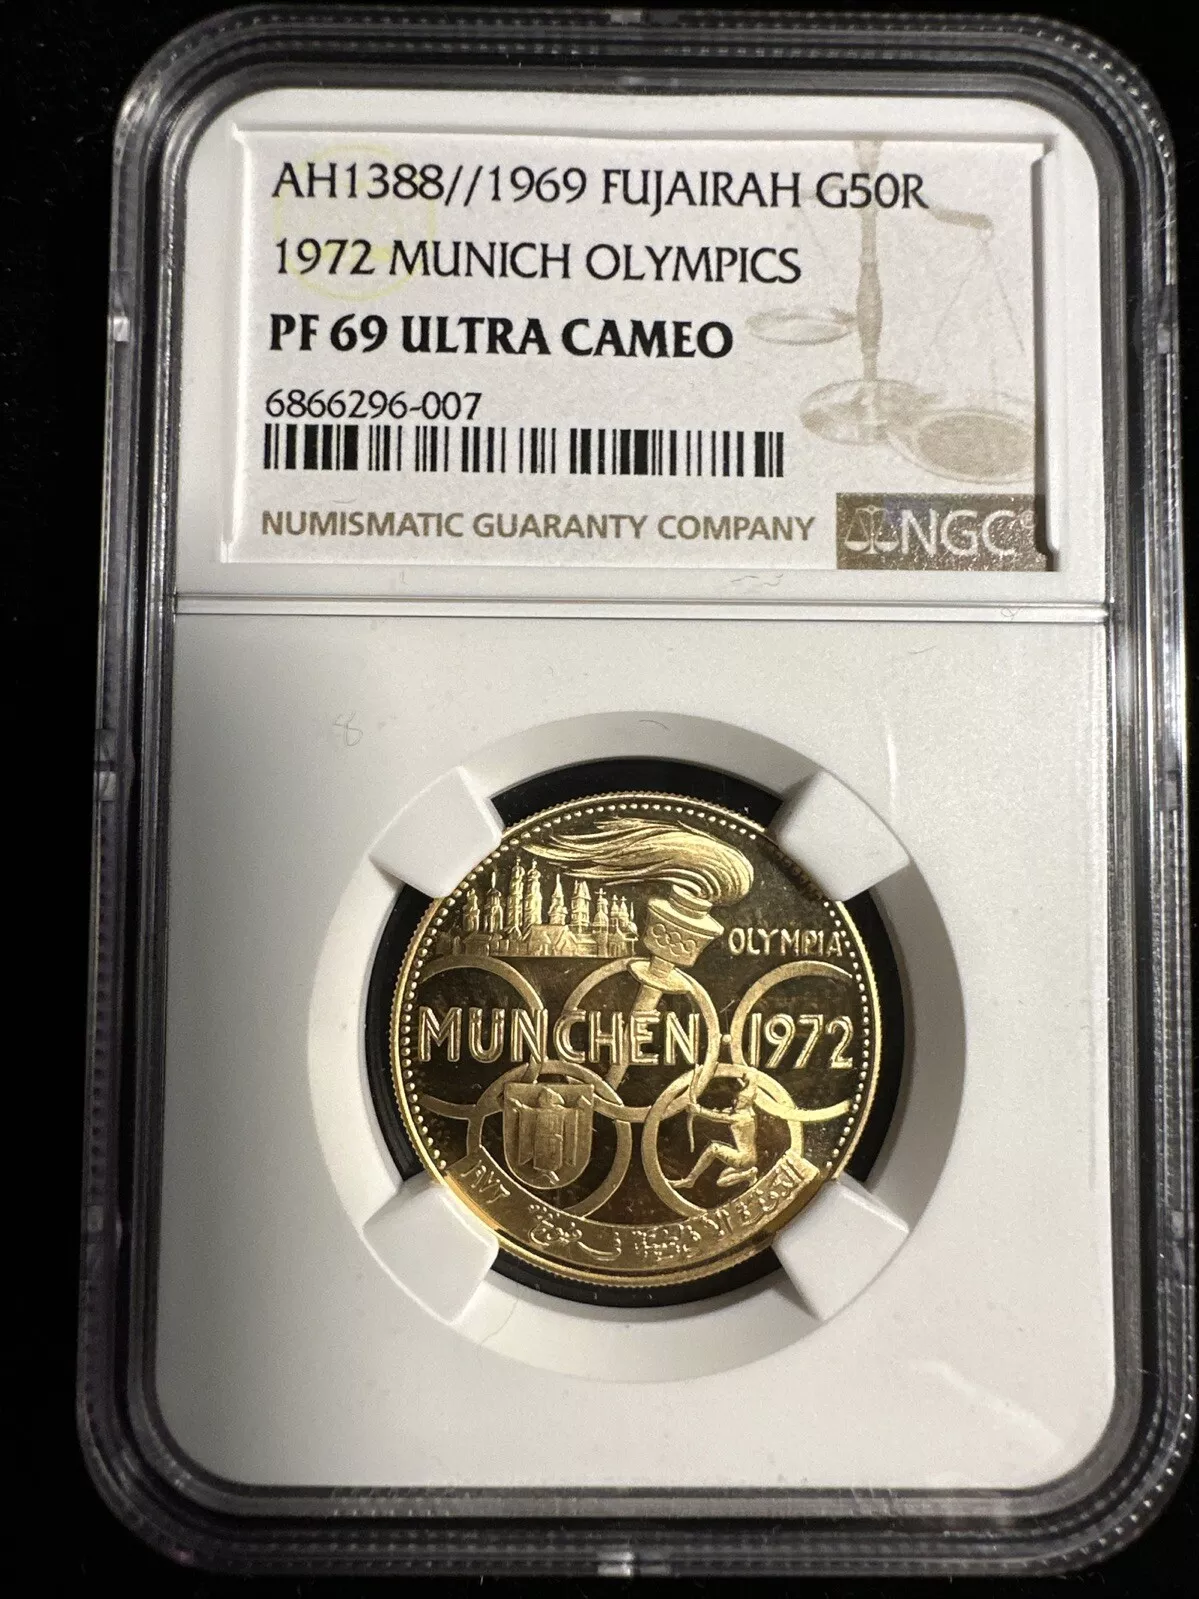 AH1388//1969 FUJAIRAH G50R
1972 MUNICH OLYMPICS
PF 69 ULTRA CAMEO
6866296-007
NUMISMATIC GUARANTY COMPANY
NGC
OLYMPIA
MUNCHEN·1972
١٩٧٢